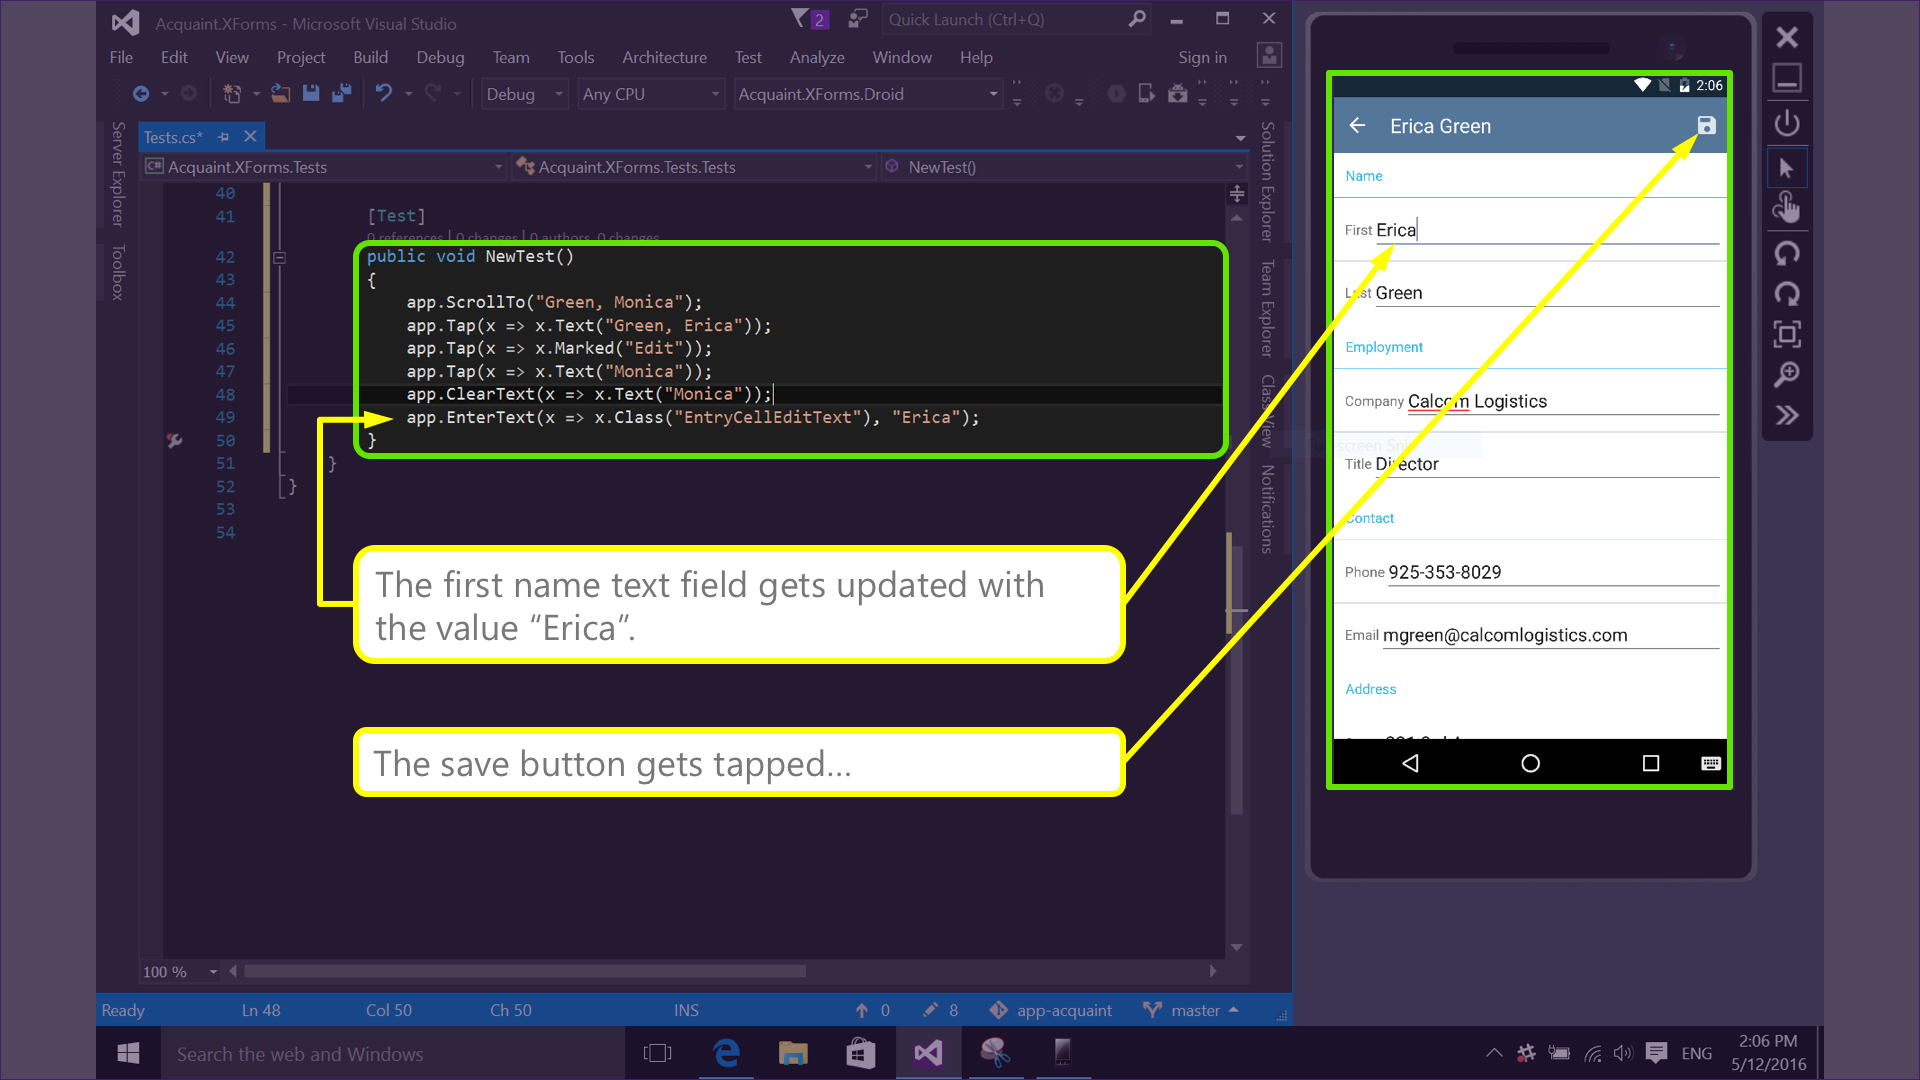 Acquaint.XForms - Microsoft Visual Studio
2
Quick Launch (Ctrl+Q)
File Edit View Project Build Debug Team Tools Architecture Test Analyze Window Help
Sign in
Debug
Any CPU
Acquaint.XForms.Droid
Server Explorer
Toolbox
Tests.cs*
C# Acquaint.XForms.Tests
Acquaint.XForms.Tests.Tests
NewTest()
40
41 [Test]
0 references | 0 changes | 0 authors, 0 changes
42 public void NewTest()
43 {
44 app.ScrollTo("Green, Monica");
45 app.Tap(x => x.Text("Green, Erica"));
46 app.Tap(x => x.Marked("Edit"));
47 app.Tap(x => x.Text("Monica"));
48 app.ClearText(x => x.Text("Monica"));
49 app.EnterText(x => x.Class("EntryCellEditText"), "Erica");
50 }
51 }
52 }
53
54
The first name text field gets updated with
the value “Erica”.
The save button gets tapped...
Solution Explorer
Team Explorer
Class View
Notifications
100 %
Ready
Ln 48
Col 50
Ch 50
INS
0
8
app-acquaint
master
2:06
Erica Green
Name
First Erica
Last Green
Employment
Company Calcom Logistics
Title Director
Contact
Phone 925-353-8029
Email mgreen@calcomlogistics.com
Address
Search the web and Windows
ENG
2:06 PM
5/12/2016